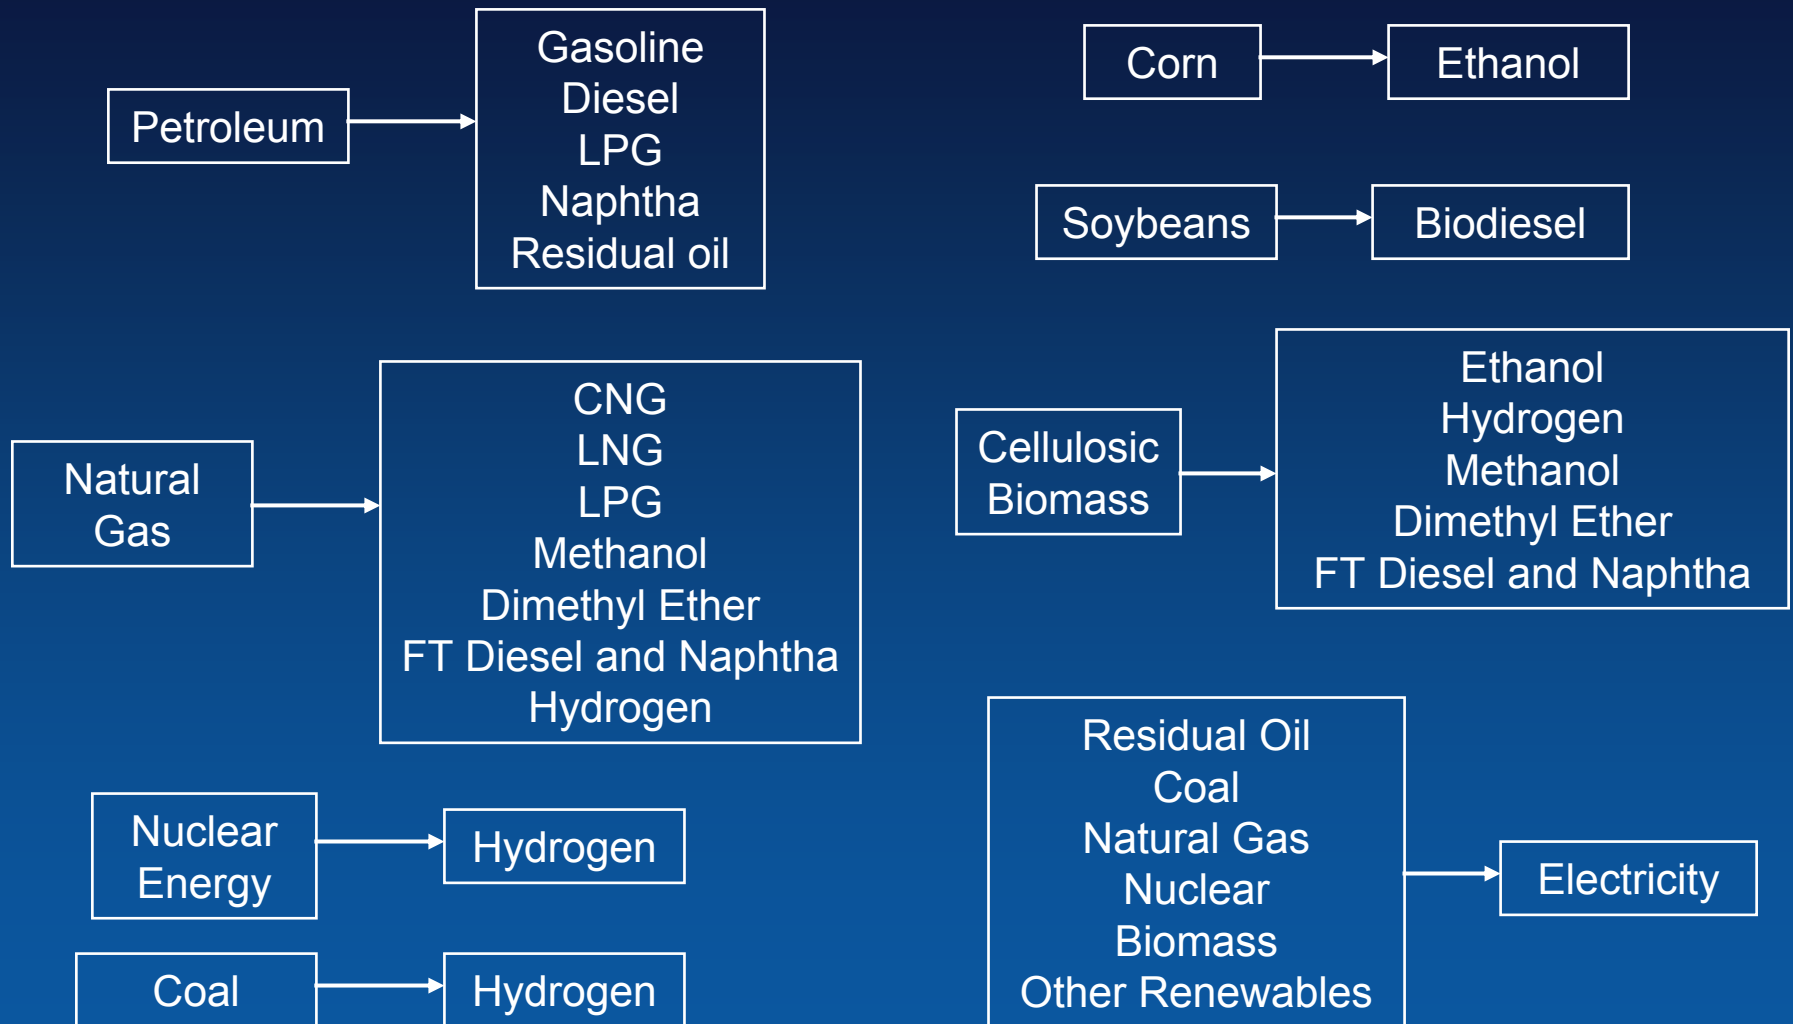 Petroleum
Gasoline
Diesel
LPG
Naphtha
Residual oil
Natural
Gas
CNG
LNG
LPG
Methanol
Dimethyl Ether
FT Diesel and Naphtha
Hydrogen
Nuclear
Energy
Hydrogen
Coal
Hydrogen
Corn
Ethanol
Soybeans
Biodiesel
Cellulosic
Biomass
Ethanol
Hydrogen
Methanol
Dimethyl Ether
FT Diesel and Naphtha
Residual Oil
Coal
Natural Gas
Nuclear
Biomass
Other Renewables
Electricity